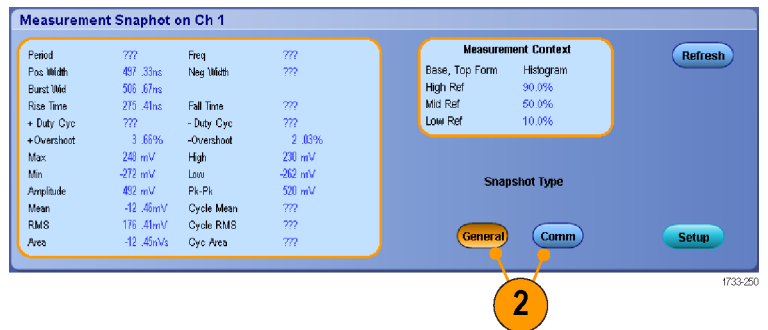 Measurement Snaphot on Ch 1
Period ??? Freq ???
Pos Width 497 .33ns Neg Width ???
Burst Wid 506 .67ns
Rise Time 275 .41ns Fall Time ???
+ Duty Cyc ??? - Duty Cyc ???
+Overshoot 3 .66% -Overshoot 2 .03%
Max 248 mV High 230 mV
Min -272 mV Low -262 mV
Amplitude 492 mV Pk-Pk 520 mV
Mean -12 .46mV Cycle Mean ???
RMS 176 .41mV Cycle RMS ???
Area -12 .45nVs Cyc Area ???
Measurement Context
Base, Top Form Histogram
High Ref 90.0%
Mid Ref 50.0%
Low Ref 10.0%
Refresh
Snapshot Type
General Comm Setup
2
1733-250